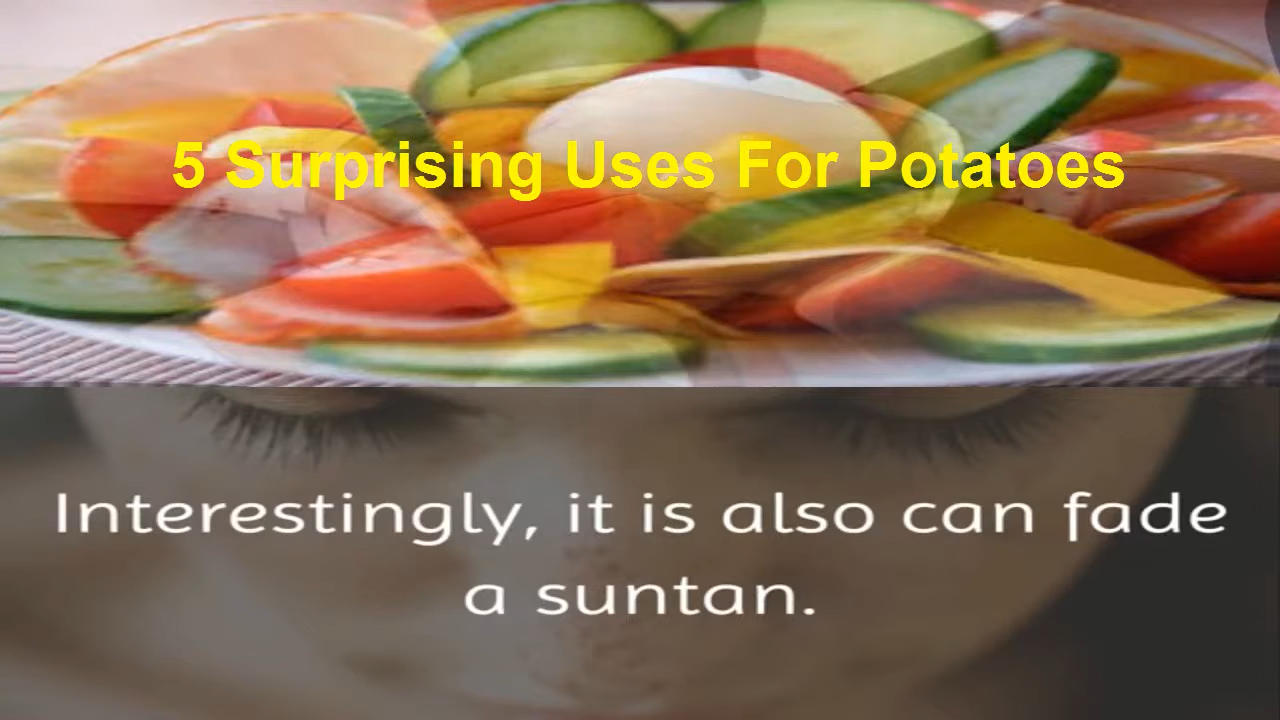 5 Surprising Uses For Potatoes
Interestingly, it is also can fade
a suntan.